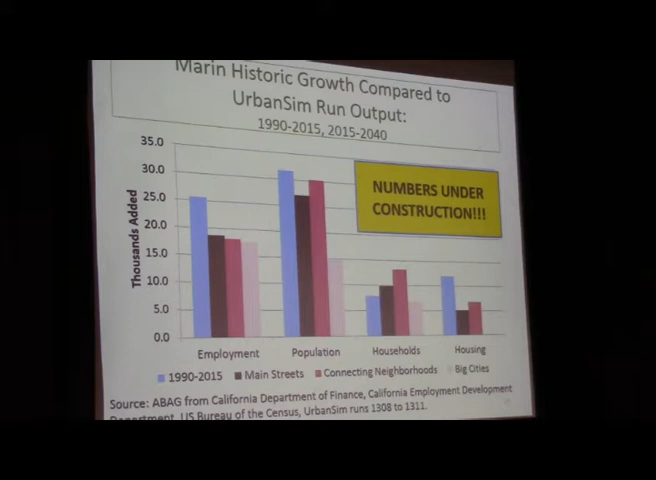 Marin Historic Growth Compared to
UrbanSim Run Output:
1990-2015, 2015-2040
35.0
30.0
25.0
20.0
15.0
10.0
5.0
0.0
Thousands Added
NUMBERS UNDER
CONSTRUCTION!!!
Employment Population Households Housing
1990-2015 Main Streets Connecting Neighborhoods Big Cities
Source: ABAG from California Department of Finance, California Employment Development
Department, US Bureau of the Census, UrbanSim runs 1308 to 1311.